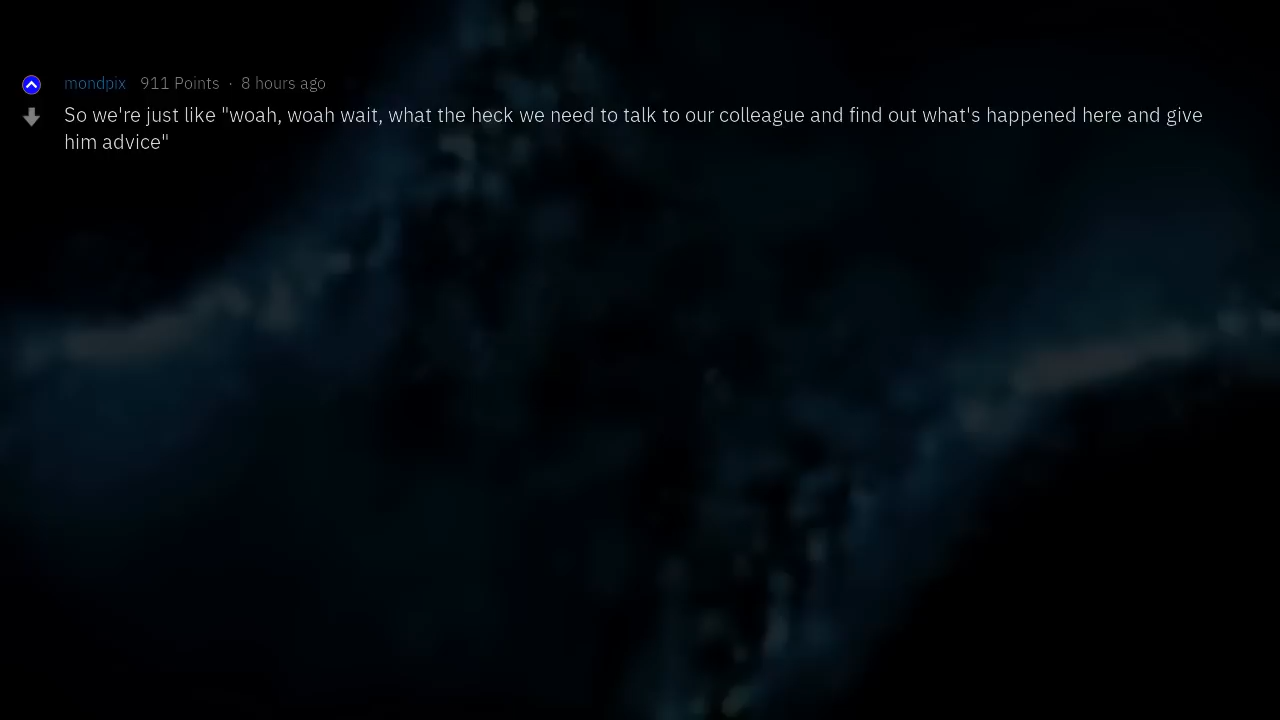 mondpix 911 Points · 8 hours ago
So we're just like "woah, woah wait, what the heck we need to talk to our colleague and find out what's happened here and give
him advice"